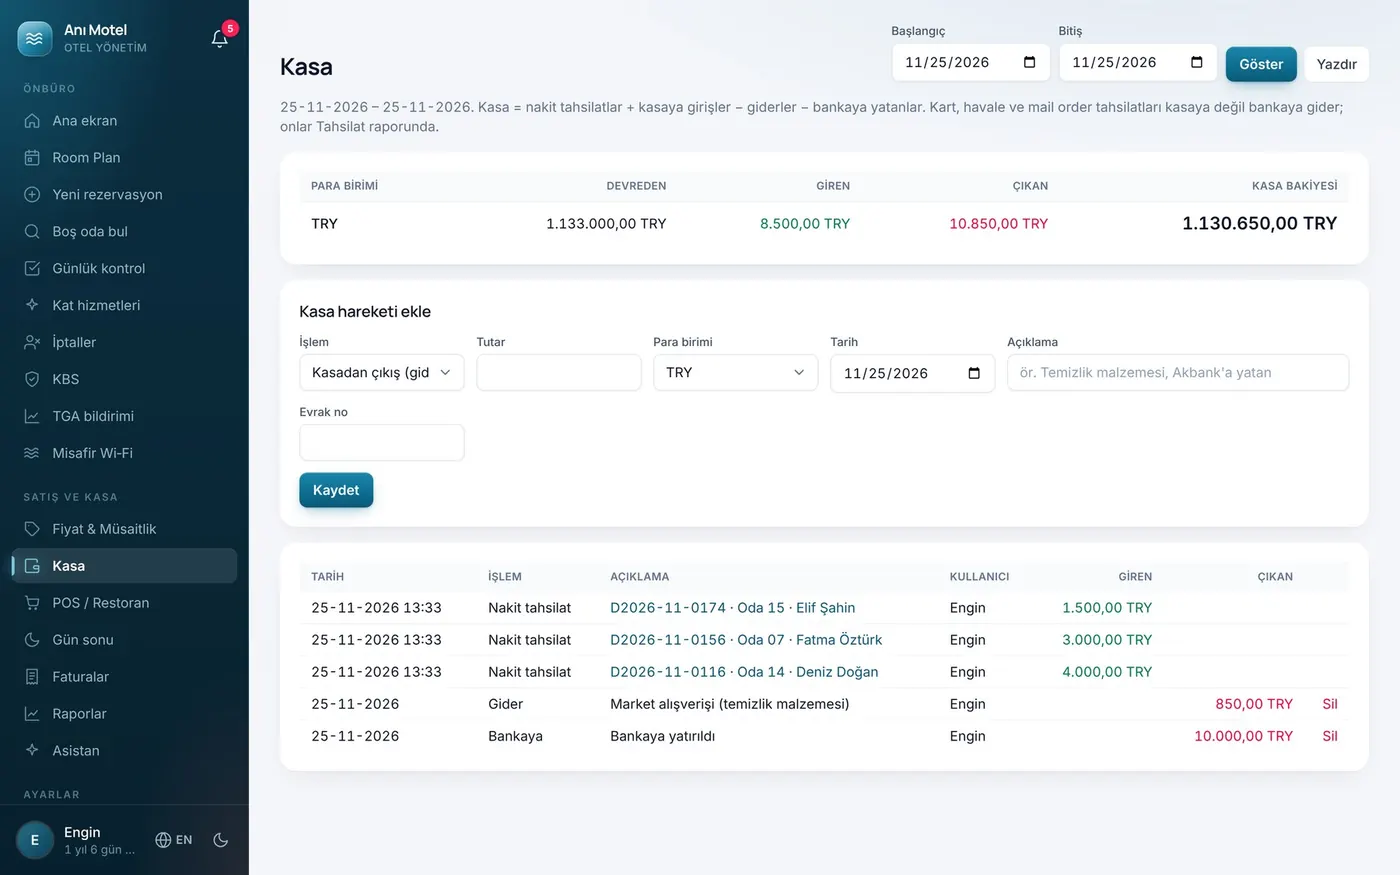 Anı Motel
OTEL YÖNETİM
5
ÖNBÜRO
Ana ekran
Room Plan
Yeni rezervasyon
Boş oda bul
Günlük kontrol
Kat hizmetleri
İptaller
KBS
TGA bildirimi
Misafir Wi-Fi
SATIŞ VE KASA
Fiyat & Müsaitlik
Kasa
POS / Restoran
Gün sonu
Faturalar
Raporlar
Asistan
AYARLAR
E
Engin
1 yıl 6 gün ...
EN
Kasa
Başlangıç
11/25/2026
Bitiş
11/25/2026
Göster
Yazdır
25-11-2026 – 25-11-2026. Kasa = nakit tahsilatlar + kasaya girişler − giderler − bankaya yatanlar. Kart, havale ve mail order tahsilatları kasaya değil bankaya gider;
onlar Tahsilat raporunda.
PARA BİRİMİ DEVREDEN GİREN ÇIKAN KASA BAKİYESİ
TRY 1.133.000,00 TRY 8.500,00 TRY 10.850,00 TRY 1.130.650,00 TRY
Kasa hareketi ekle
İşlem Tutar Para birimi Tarih Açıklama
Kasadan çıkış (gid TRY 11/25/2026 ör. Temizlik malzemesi, Akbank'a yatan
Evrak no
Kaydet
TARİH İŞLEM AÇIKLAMA KULLANICI GİREN ÇIKAN
25-11-2026 13:33 Nakit tahsilat D2026-11-0174 · Oda 15 · Elif Şahin Engin 1.500,00 TRY
25-11-2026 13:33 Nakit tahsilat D2026-11-0156 · Oda 07 · Fatma Öztürk Engin 3.000,00 TRY
25-11-2026 13:33 Nakit tahsilat D2026-11-0116 · Oda 14 · Deniz Doğan Engin 4.000,00 TRY
25-11-2026 Gider Market alışverişi (temizlik malzemesi) Engin 850,00 TRY Sil
25-11-2026 Bankaya Bankaya yatırıldı Engin 10.000,00 TRY Sil